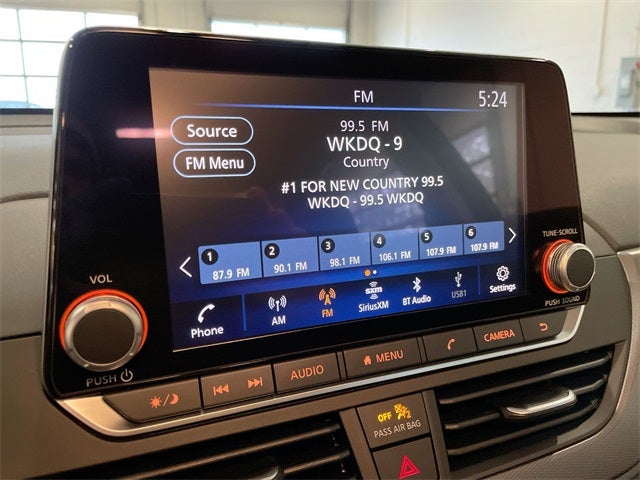 FM
5:24
Source
FM Menu
99.5 FM
WKDQ - 9
Country
#1 FOR NEW COUNTRY 99.5
WKDQ - 99.5 WKDQ
1 2 3 4 5 6
87.9 FM 90.1 FM 98.1 FM 106.1 FM 107.9 FM 107.9 FM
Phone
AM
FM
sxm
SiriusXM
BT Audio
USB1
Settings
VOL
PUSH
TUNE·SCROLL
PUSH SOUND
AUDIO
MENU
CAMERA
OFF
2
PASS AIR BAG